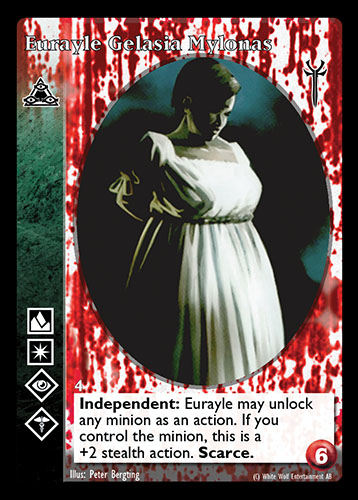 Eurayle Gelasia Mylonas
4
Independent: Eurayle may unlock
any minion as an action. If you
control the minion, this is a
+2 stealth action. Scarce.
6
Illus: Peter Bergting
(C) White Wolf Entertainment AB